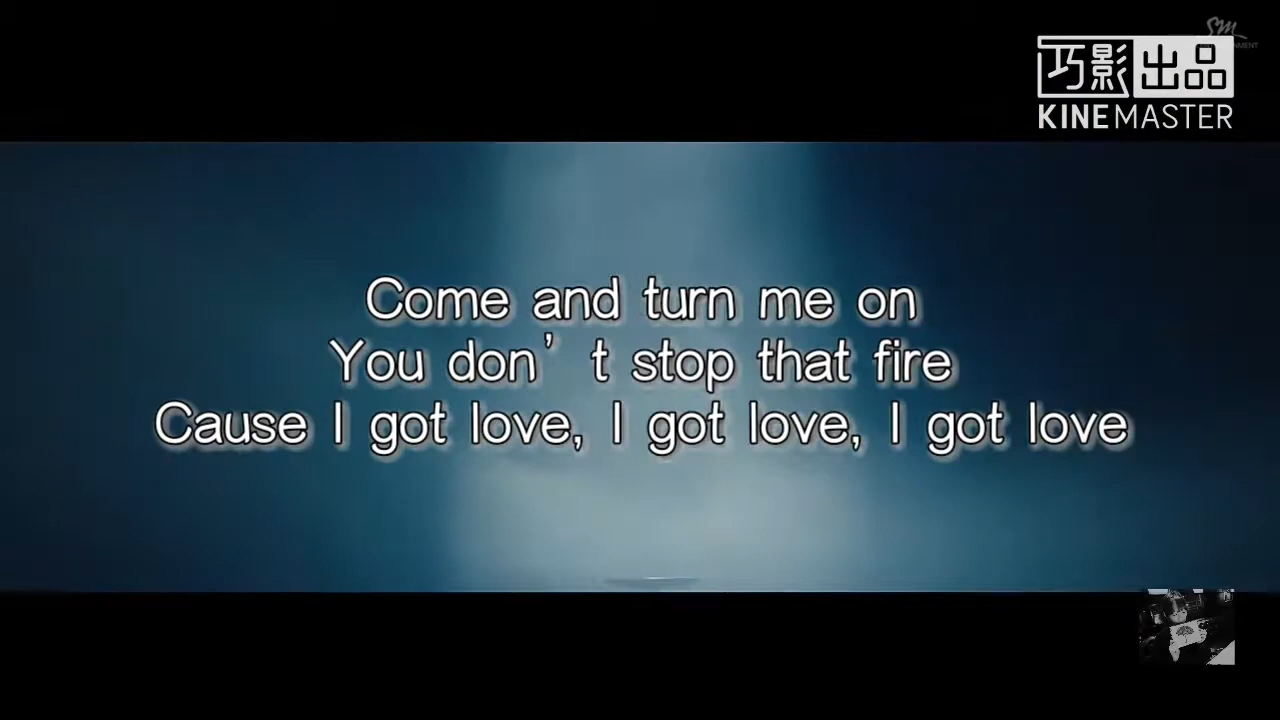 SM
巧影出品
KINEMASTER
Come and turn me on
You don’t stop that fire
Cause I got love, I got love, I got love